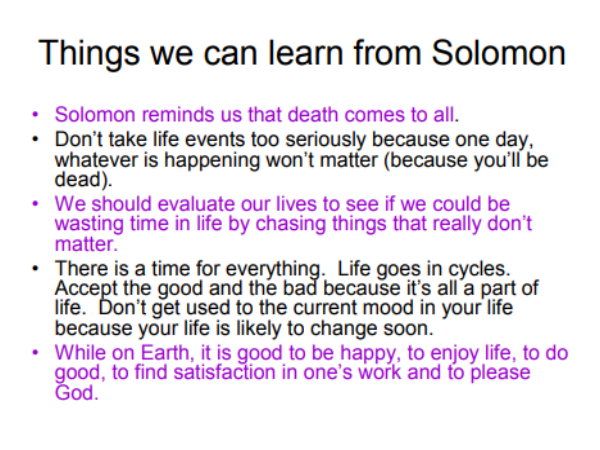 Things we can learn from Solomon
• Solomon reminds us that death comes to all.
• Don't take life events too seriously because one day,
whatever is happening won't matter (because you'll be
dead).
• We should evaluate our lives to see if we could be
wasting time in life by chasing things that really don't
matter.
• There is a time for everything.  Life goes in cycles.
Accept the good and the bad because it's all a part of
life.  Don't get used to the current mood in your life
because your life is likely to change soon.
• While on Earth, it is good to be happy, to enjoy life, to do
good, to find satisfaction in one's work and to please
God.